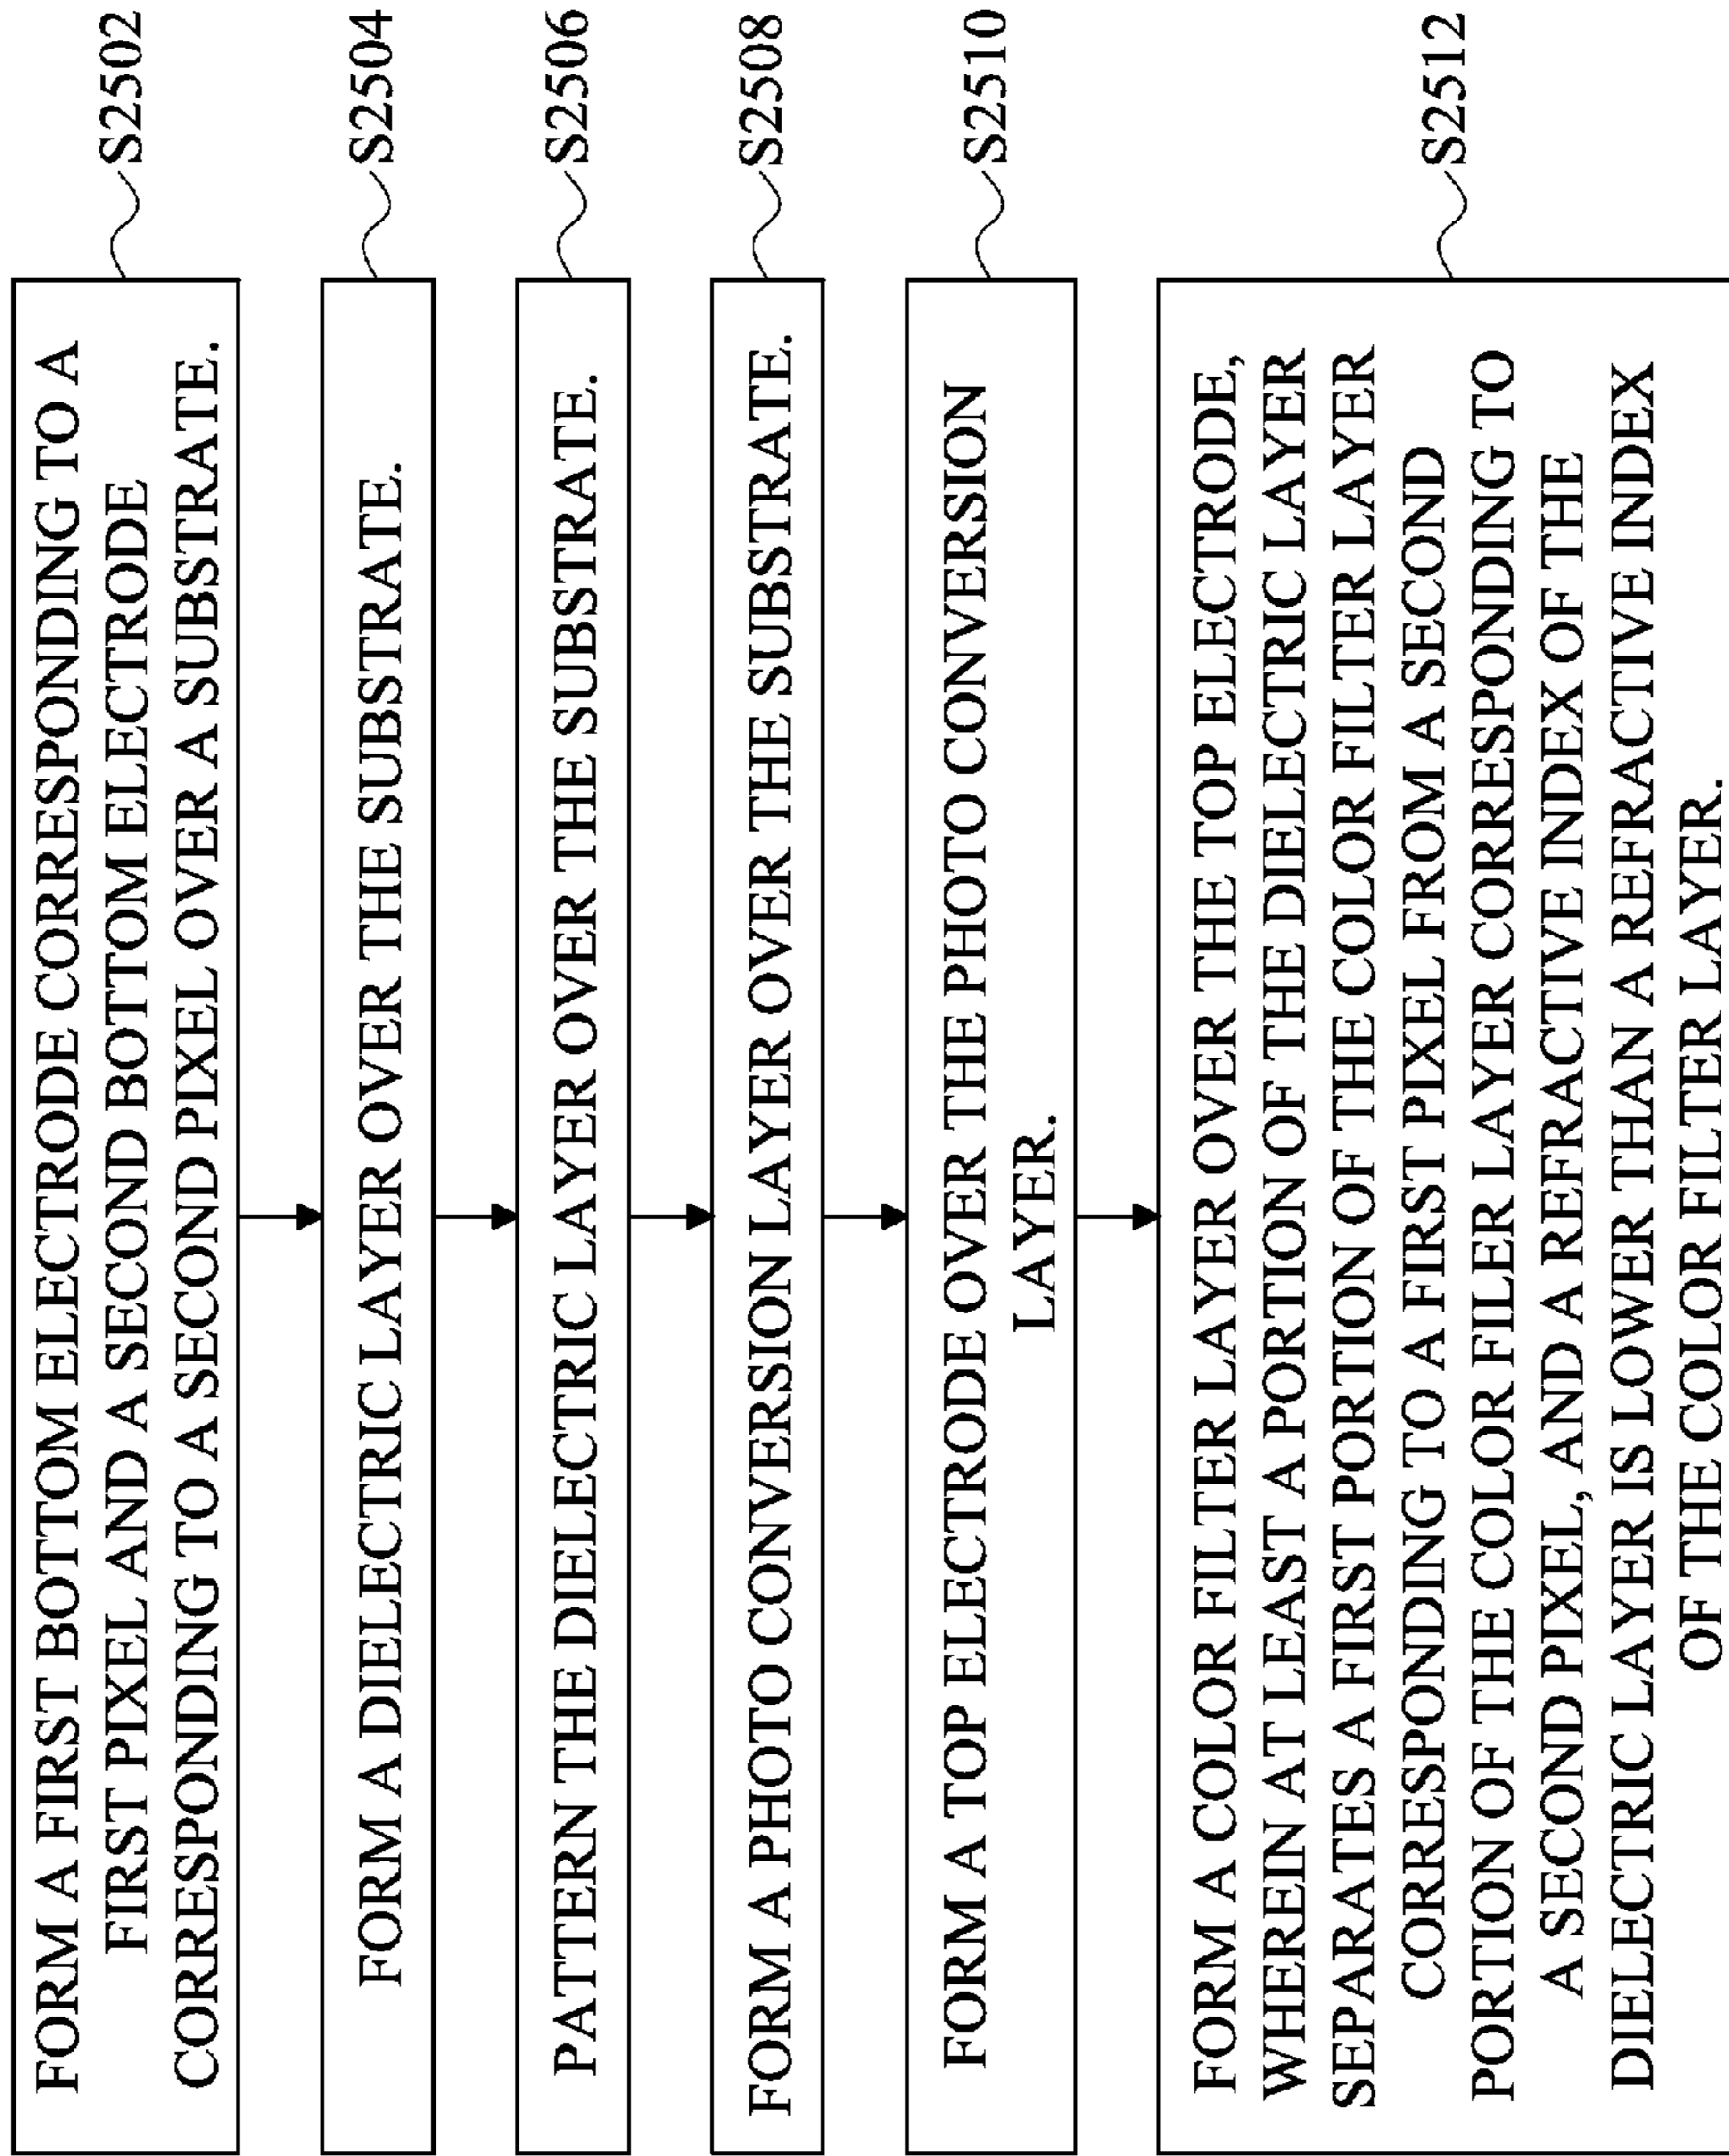 FORM A FIRST BOTTOM ELECTRODE CORRESPONDING TO A
FIRST PIXEL AND A SECOND BOTTOM ELECTRODE
CORRESPONDING TO A SECOND PIXEL OVER A SUBSTRATE.
S2502
FORM A DIELECTRIC LAYER OVER THE SUBSTRATE.
S2504
PATTERN THE DIELECTRIC LAYER OVER THE SUBSTRATE.
S2506
FORM A PHOTO CONVERSION LAYER OVER THE SUBSTRATE.
S2508
FORM A TOP ELECTRODE OVER THE PHOTO CONVERSION
LAYER.
S2510
FORM A COLOR FILTER LAYER OVER THE TOP ELECTRODE,
WHEREIN AT LEAST A PORTION OF THE DIELECTRIC LAYER
SEPARATES A FIRST PORTION OF THE COLOR FILTER LAYER
CORRESPONDING TO A FIRST PIXEL FROM A SECOND
PORTION OF THE COLOR FILER LAYER CORRESPONDING TO
A SECOND PIXEL, AND A REFRACTIVE INDEX OF THE
DIELECTRIC LAYER IS LOWER THAN A REFRACTIVE INDEX
OF THE COLOR FILTER LAYER.
S2512